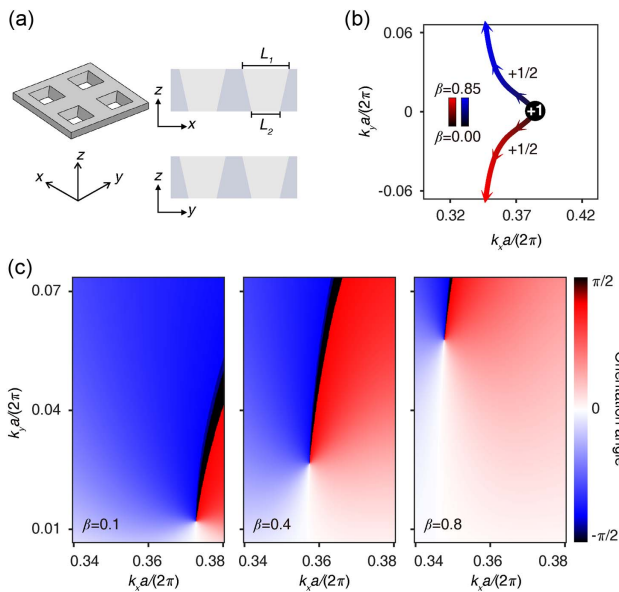 (a)
z
x
y
L₁
L₂
z
x
z
y
(b)
0.06
0
-0.06
kᵧa/(2π)
+1/2
β=0.85
β=0.00
+1
+1/2
0.32
0.37
0.42
kₓa/(2π)
(c)
0.07
0.04
0.01
kᵧa/(2π)
β=0.1
β=0.4
β=0.8
0.34
0.36
0.38
0.34
0.36
0.38
0.34
0.36
0.38
kₓa/(2π)
kₓa/(2π)
kₓa/(2π)
π/2
0
-π/2
Orientation angle